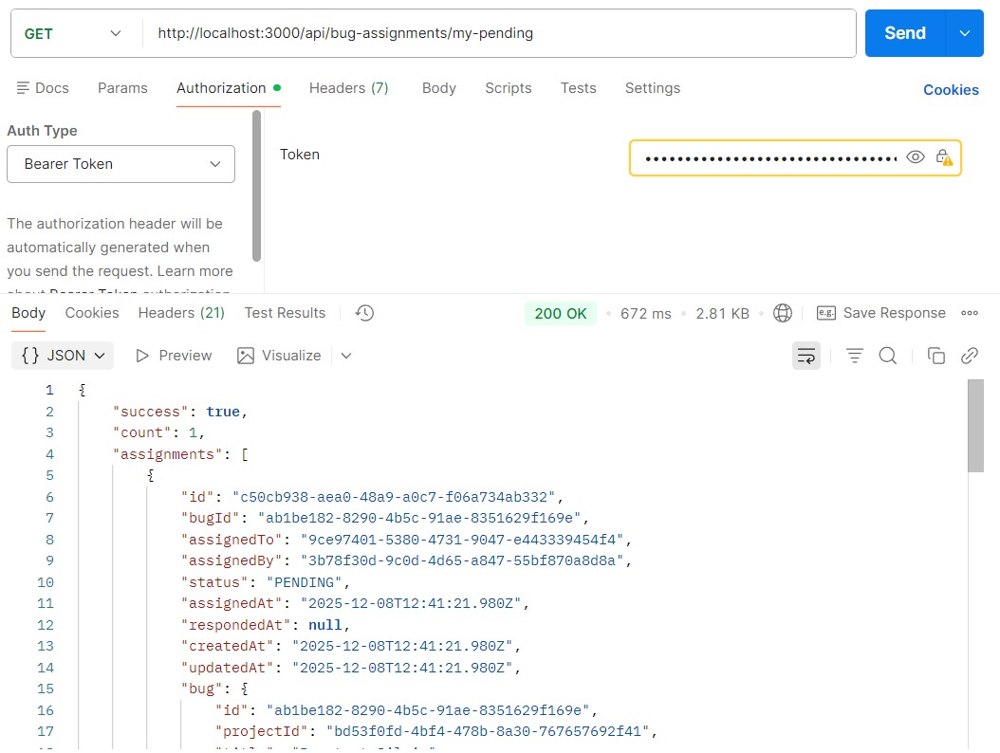 GET http://localhost:3000/api/bug-assignments/my-pending Send
Docs Params Authorization Headers (7) Body Scripts Tests Settings Cookies
Auth Type
Bearer Token
Token
The authorization header will be
automatically generated when
you send the request. Learn more
about Bearer Token authorization.
Body Cookies Headers (21) Test Results 200 OK 672 ms 2.81 KB e.g. Save Response
{} JSON Preview Visualize
1 {
2 "success": true,
3 "count": 1,
4 "assignments": [
5 {
6 "id": "c50cb938-aea0-48a9-a0c7-f06a734ab332",
7 "bugId": "ab1be182-8290-4b5c-91ae-8351629f169e",
8 "assignedTo": "9ce97401-5380-4731-9047-e443339454f4",
9 "assignedBy": "3b78f30d-9c0d-4d65-a847-55bf870a8d8a",
10 "status": "PENDING",
11 "assignedAt": "2025-12-08T12:41:21.980Z",
12 "respondedAt": null,
13 "createdAt": "2025-12-08T12:41:21.980Z",
14 "updatedAt": "2025-12-08T12:41:21.980Z",
15 "bug": {
16 "id": "ab1be182-8290-4b5c-91ae-8351629f169e",
17 "projectId": "bd53f0fd-4bf4-478b-8a30-767657692f41",